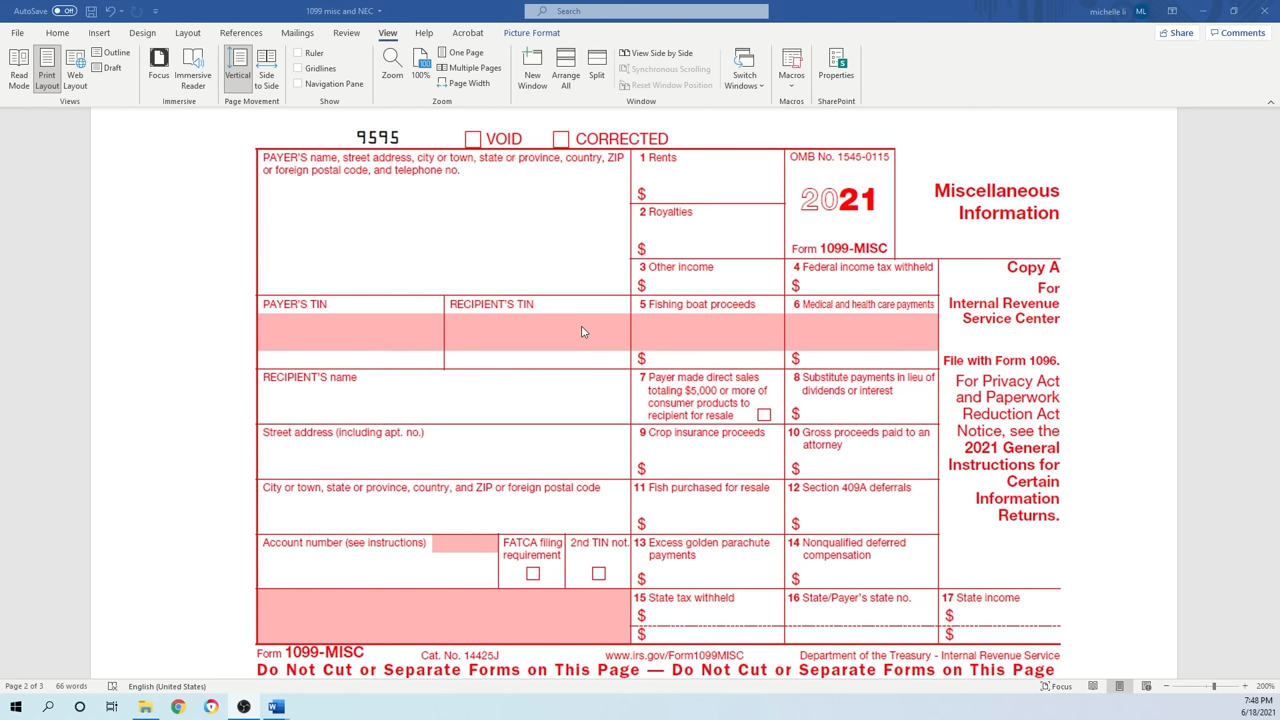 AutoSave Off 1099 misc and NEC Search michelle li ML
File Home Insert Design Layout References Mailings Review View Help Acrobat Picture Format Share Comments
Read Mode Print Layout Web Layout Outline Draft Focus Immersive Reader Vertical Side to Side Ruler Gridlines Navigation Pane Zoom 100% 100 One Page Multiple Pages Page Width New Window Arrange All Split View Side by Side Synchronous Scrolling Reset Window Position Switch Windows Macros Properties
Views Immersive Page Movement Show Zoom Window Macros SharePoint
9595 VOID CORRECTED
PAYER'S name, street address, city or town, state or province, country, ZIP
or foreign postal code, and telephone no.
1 Rents
$
OMB No. 1545-0115
2021
Form 1099-MISC
Miscellaneous
Information
2 Royalties
$
3 Other income
$
4 Federal income tax withheld
$
Copy A
For
Internal Revenue
Service Center
File with Form 1096.
For Privacy Act
and Paperwork
Reduction Act
Notice, see the
2021 General
Instructions for
Certain
Information
Returns.
PAYER'S TIN
RECIPIENT'S TIN
5 Fishing boat proceeds
$
6 Medical and health care payments
$
RECIPIENT'S name
7 Payer made direct sales
totaling $5,000 or more of
consumer products to
recipient for resale
8 Substitute payments in lieu of
dividends or interest
$
Street address (including apt. no.)
9 Crop insurance proceeds
$
10 Gross proceeds paid to an
attorney
$
City or town, state or province, country, and ZIP or foreign postal code
11 Fish purchased for resale
$
12 Section 409A deferrals
$
Account number (see instructions)
FATCA filing
requirement
2nd TIN not.
13 Excess golden parachute
payments
$
14 Nonqualified deferred
compensation
$
15 State tax withheld
$
$
16 State/Payer's state no.
17 State income
$
$
Form 1099-MISC Cat. No. 14425J www.irs.gov/Form1099MISC Department of the Treasury - Internal Revenue Service
Do Not Cut or Separate Forms on This Page — Do Not Cut or Separate Forms on This Page
Page 2 of 3 66 words English (United States) Focus 200%
7:48 PM
6/18/2021